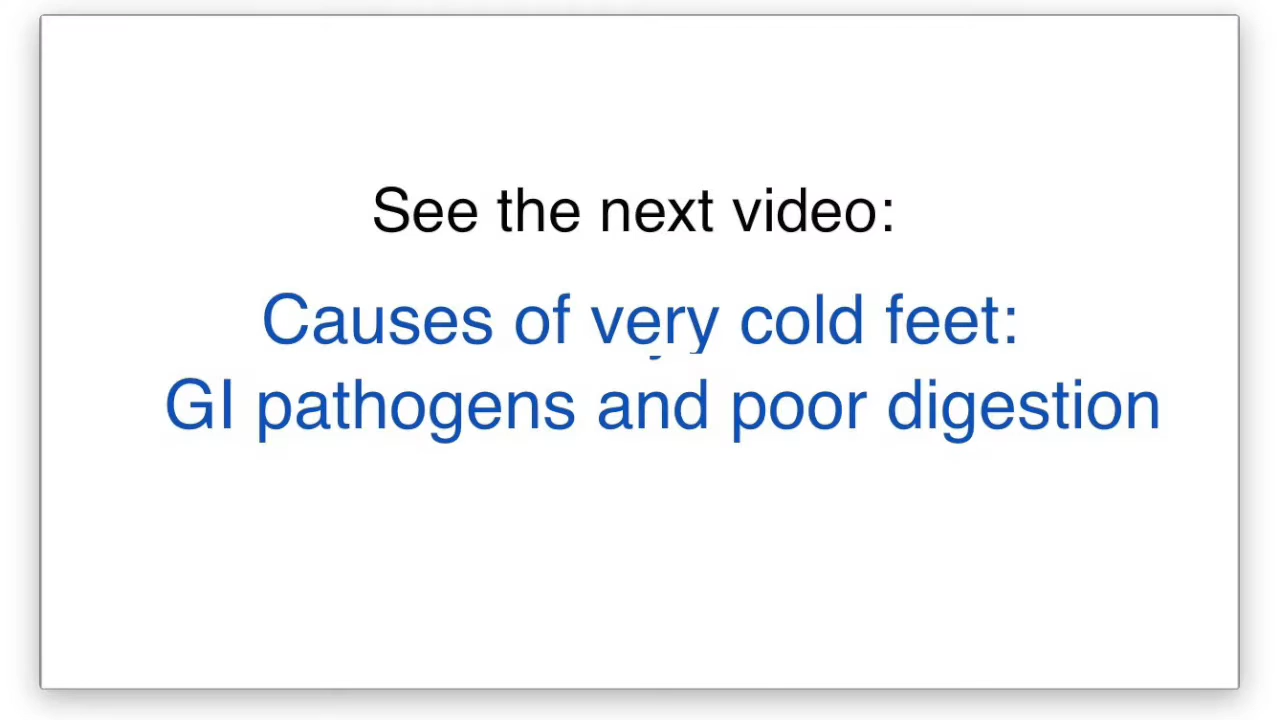 See the next video:
Causes of very cold feet:
GI pathogens and poor digestion